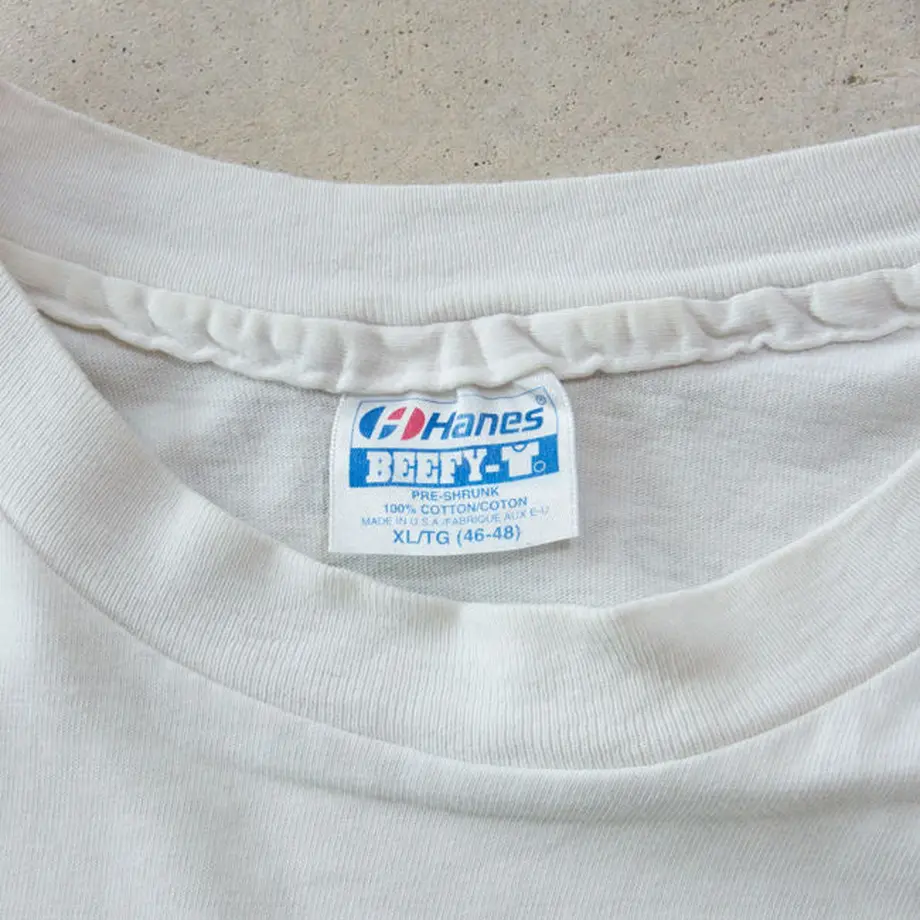 Hanes®
BEEFY-T
PRE-SHRUNK
100% COTTON/COTON
MADE IN U.S.A./FABRIQUE AUX E-U
XL/TG (46-48)